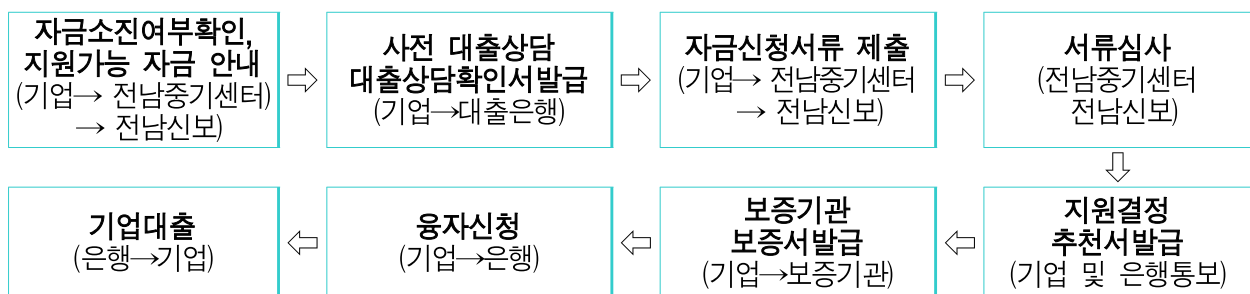 자금소진여부확인,
지원가능 자금 안내
(기업→ 전남중기센터)
→ 전남신보)
사전 대출상담
대출상담확인서발급
(기업→대출은행)
자금신청서류 제출
(기업→ 전남중기센터
→ 전남신보)
서류심사
(전남중기센터
전남신보)
지원결정
추천서발급
(기업 및 은행통보)
보증기관
보증서발급
(기업→보증기관)
융자신청
(기업→은행)
기업대출
(은행→기업)